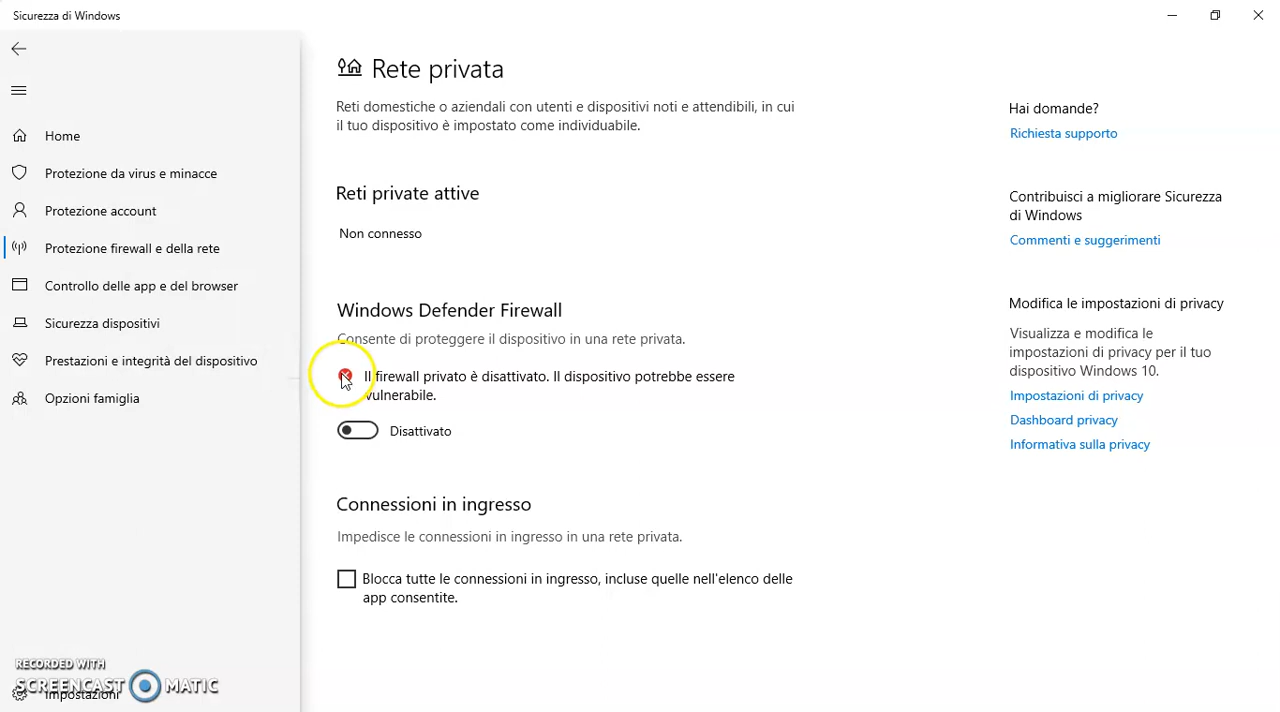 Sicurezza di Windows
Home
Protezione da virus e minacce
Protezione account
Protezione firewall e della rete
Controllo delle app e del browser
Sicurezza dispositivi
Prestazioni e integrità del dispositivo
Opzioni famiglia
RECORDED WITH
SCREENCAST MATIC
Impostazioni
Rete privata
Reti domestiche o aziendali con utenti e dispositivi noti e attendibili, in cui
il tuo dispositivo è impostato come individuabile.
Reti private attive
Non connesso
Windows Defender Firewall
Consente di proteggere il dispositivo in una rete privata.
Il firewall privato è disattivato. Il dispositivo potrebbe essere
vulnerabile.
Disattivato
Connessioni in ingresso
Impedisce le connessioni in ingresso in una rete privata.
Blocca tutte le connessioni in ingresso, incluse quelle nell'elenco delle
app consentite.
Hai domande?
Richiesta supporto
Contribuisci a migliorare Sicurezza
di Windows
Commenti e suggerimenti
Modifica le impostazioni di privacy
Visualizza e modifica le
impostazioni di privacy per il tuo
dispositivo Windows 10.
Impostazioni di privacy
Dashboard privacy
Informativa sulla privacy